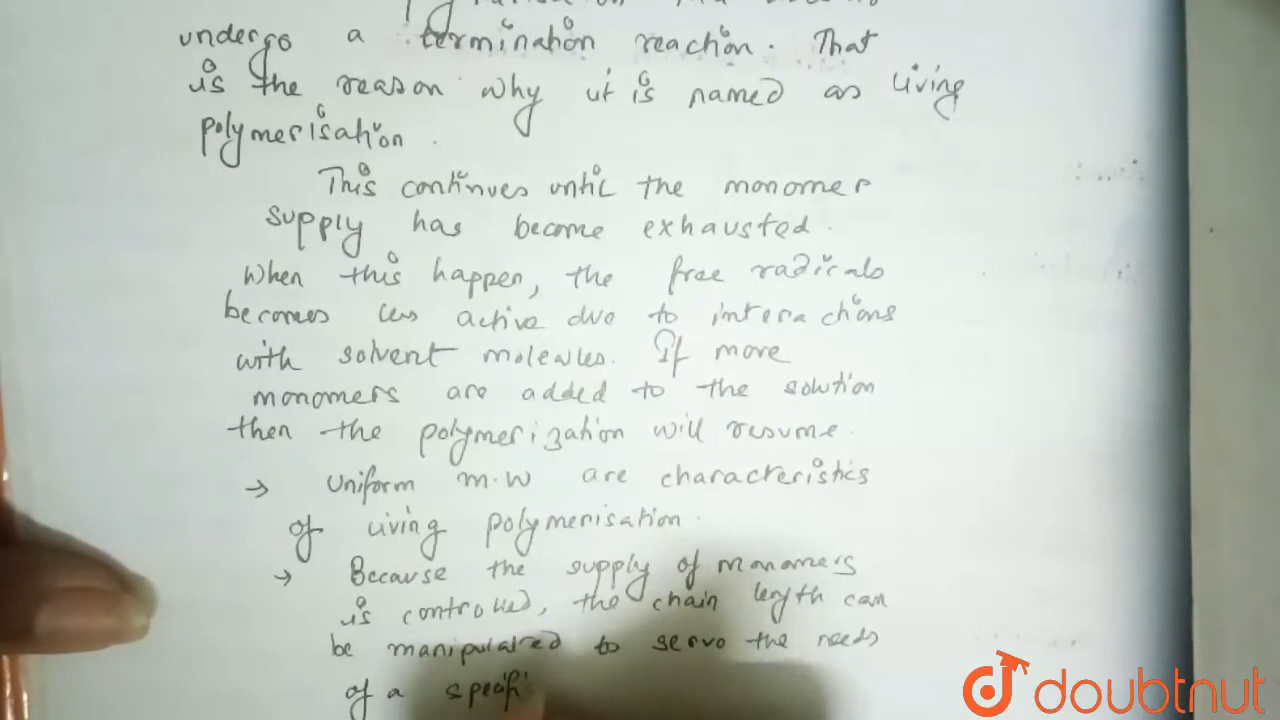 undergo a termination reaction. That
is the reason why it is named as living
polymerisation.
This continues until the monomer
supply has become exhausted.
When this happen, the free radicals
becomes less active due to interactions
with solvent molecules. If more
monomers are added to the solution
then the polymerization will resume.
→ Uniform m.w are characteristics
of living polymerisation.
→ Because the supply of monomers
is controlled, the chain length can
be manipulated to serve the needs
of a specifi
doubtnut